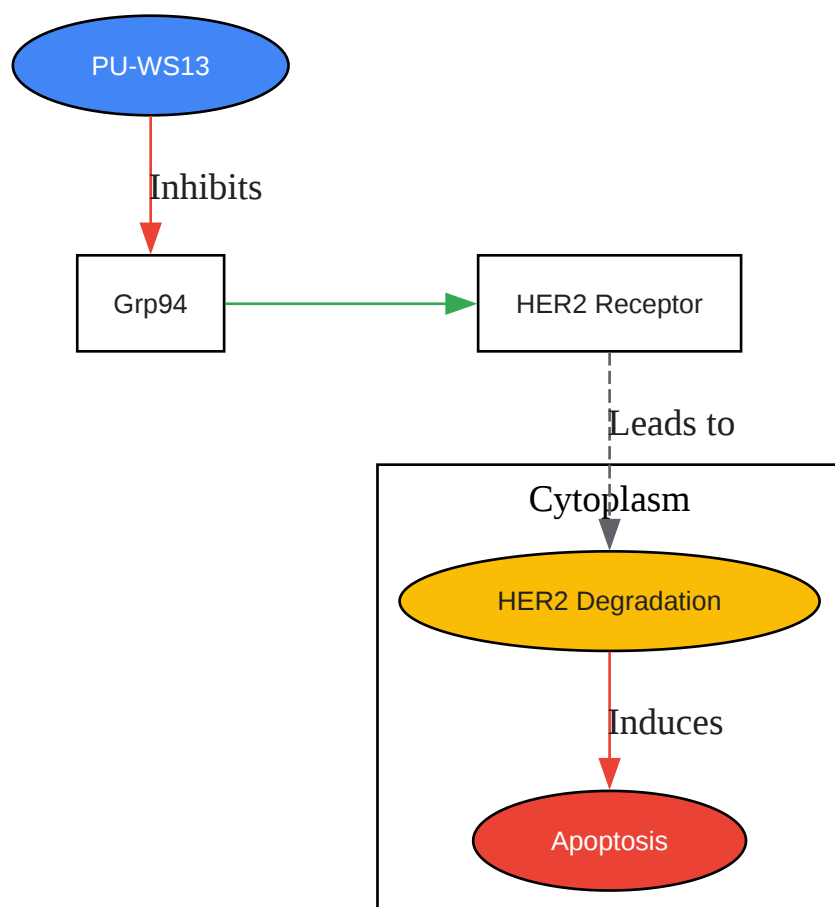 PU-WS13
Inhibits
Grp94
HER2 Receptor
Leads to
Cytoplasm
HER2 Degradation
Induces
Apoptosis